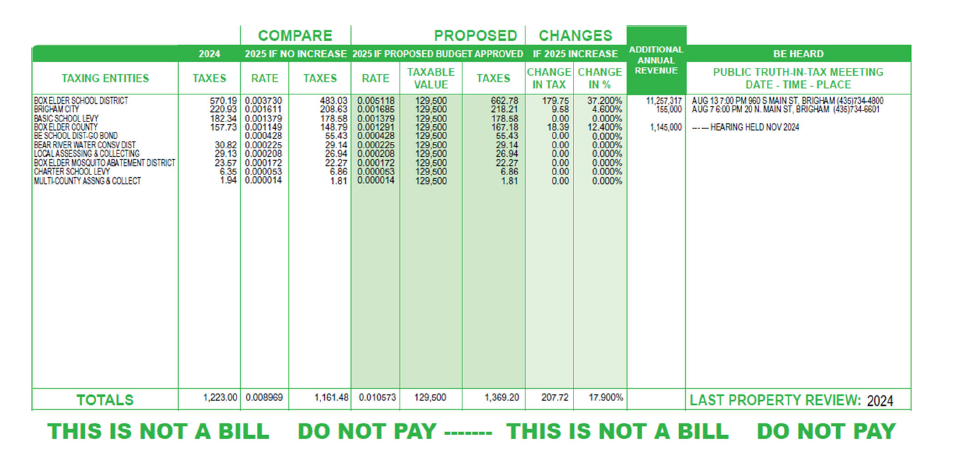 COMPARE PROPOSED CHANGES
2024 2025 IF NO INCREASE 2025 IF PROPOSED BUDGET APPROVED IF 2025 INCREASE ADDITIONAL ANNUAL REVENUE BE HEARD
TAXING ENTITIES TAXES RATE TAXES RATE TAXABLE VALUE TAXES CHANGE IN TAX CHANGE IN % PUBLIC TRUTH-IN-TAX MEEETING
DATE - TIME - PLACE
BOX ELDER SCHOOL DISTRICT 570.19 0.003730 483.03 0.005118 129,500 662.78 179.75 37.200% 11,257,317 AUG 13 7:00 PM 960 S MAIN ST, BRIGHAM (435)734-4800
BRIGHAM CITY 220.93 0.001611 208.63 0.001685 129,500 218.21 9.58 4.600% 155,000 AUG 7 6:00 PM 20 N. MAIN ST, BRIGHAM (435)734-6601
BASIC SCHOOL LEVY 182.34 0.001379 178.58 0.001379 129,500 178.58 0.00 0.000%
BOX ELDER COUNTY 157.73 0.001149 148.79 0.001291 129,500 167.18 18.39 12.400% 1,145,000 ----- HEARING HELD NOV 2024
BE SCHOOL DIST-GO BOND 0.000428 55.43 0.000428 129,500 55.43 0.00 0.000%
BEAR RIVER WATER CONSV DIST 30.82 0.000225 29.14 0.000225 129,500 29.14 0.00 0.000%
LOCAL ASSESSING & COLLECTING 29.13 0.000208 26.94 0.000208 129,500 26.94 0.00 0.000%
BOX ELDER MOSQUITO ABATEMENT DISTRICT 23.57 0.000172 22.27 0.000172 129,500 22.27 0.00 0.000%
CHARTER SCHOOL LEVY 6.35 0.000053 6.86 0.000053 129,500 6.86 0.00 0.000%
MULTI-COUNTY ASSNG & COLLECT 1.94 0.000014 1.81 0.000014 129,500 1.81 0.00 0.000%
TOTALS 1,223.00 0.008969 1,161.48 0.010573 129,500 1,369.20 207.72 17.900% LAST PROPERTY REVIEW: 2024
THIS IS NOT A BILL DO NOT PAY ------- THIS IS NOT A BILL DO NOT PAY